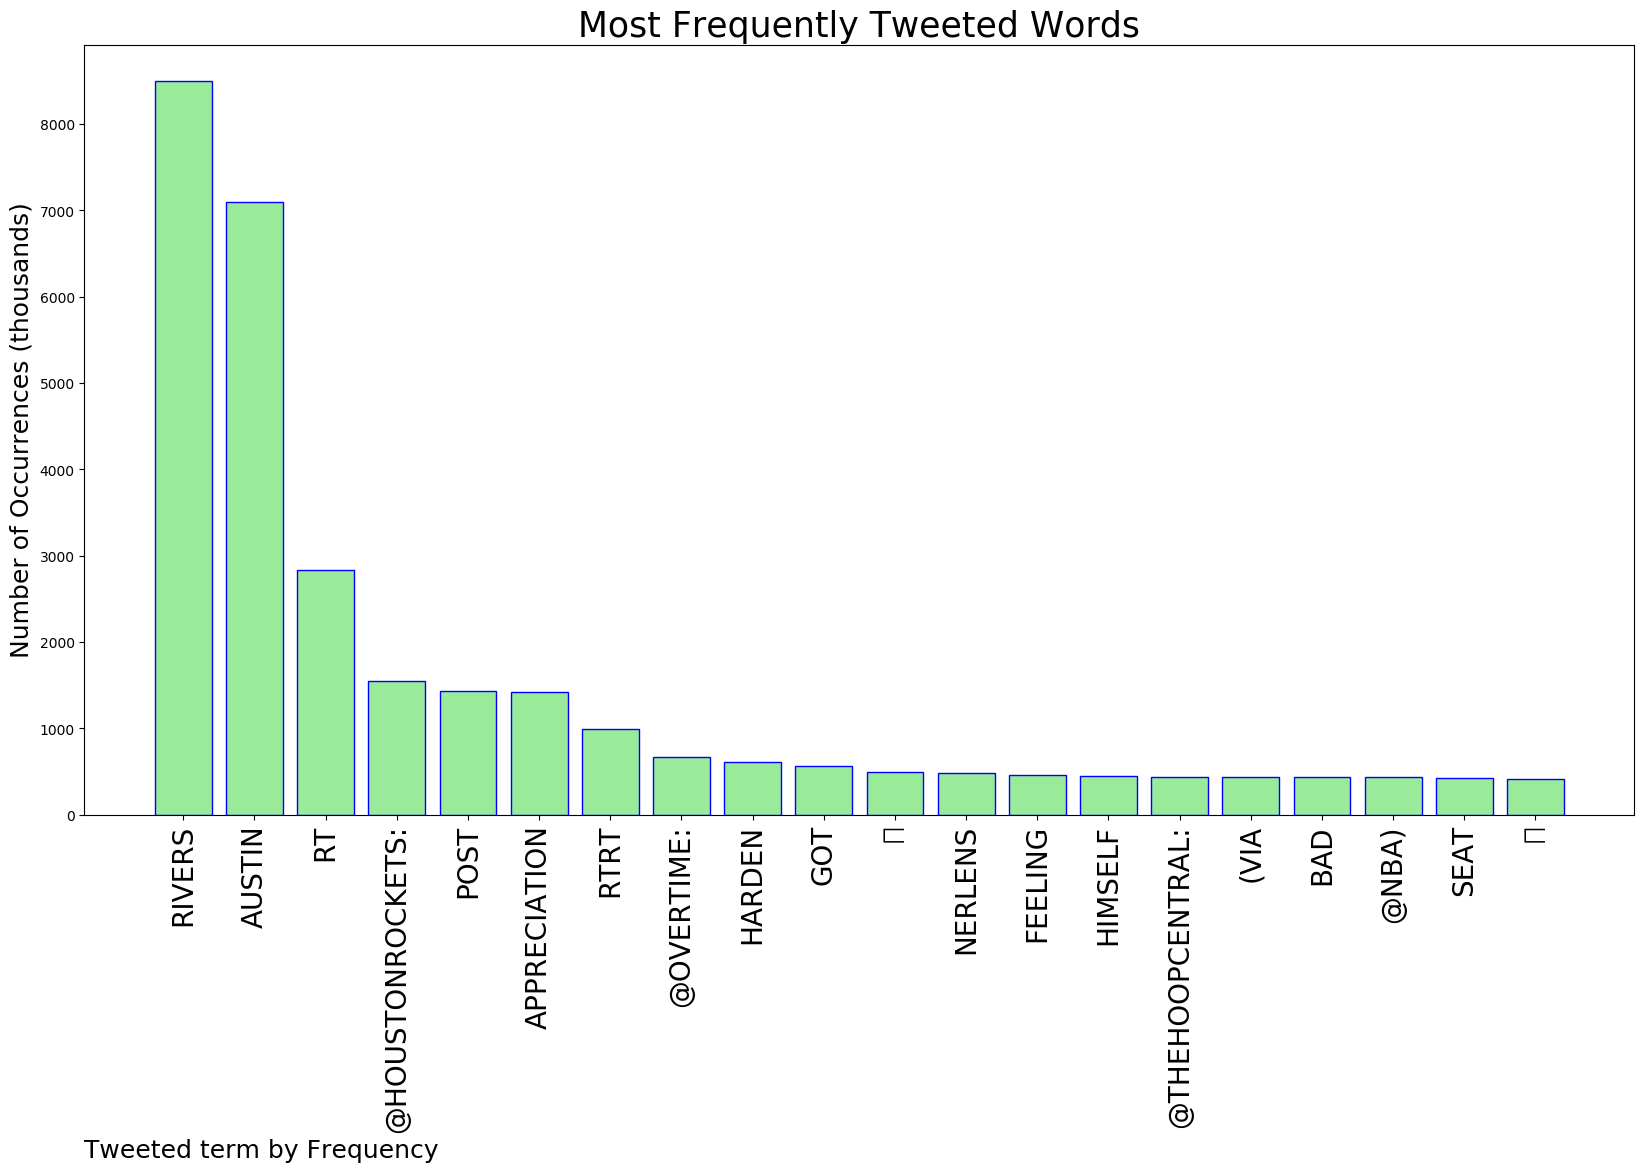 Most Frequently Tweeted Words
Number of Occurrences (thousands)
8000
7000
6000
5000
4000
3000
2000
1000
0
RIVERS
AUSTIN
RT
@HOUSTONROCKETS:
POST
APPRECIATION
RTRT
@OVERTIME:
HARDEN
GOT
NERLENS
FEELING
HIMSELF
@THEHOOPCENTRAL:
(VIA
BAD
@NBA)
SEAT
Tweeted term by Frequency